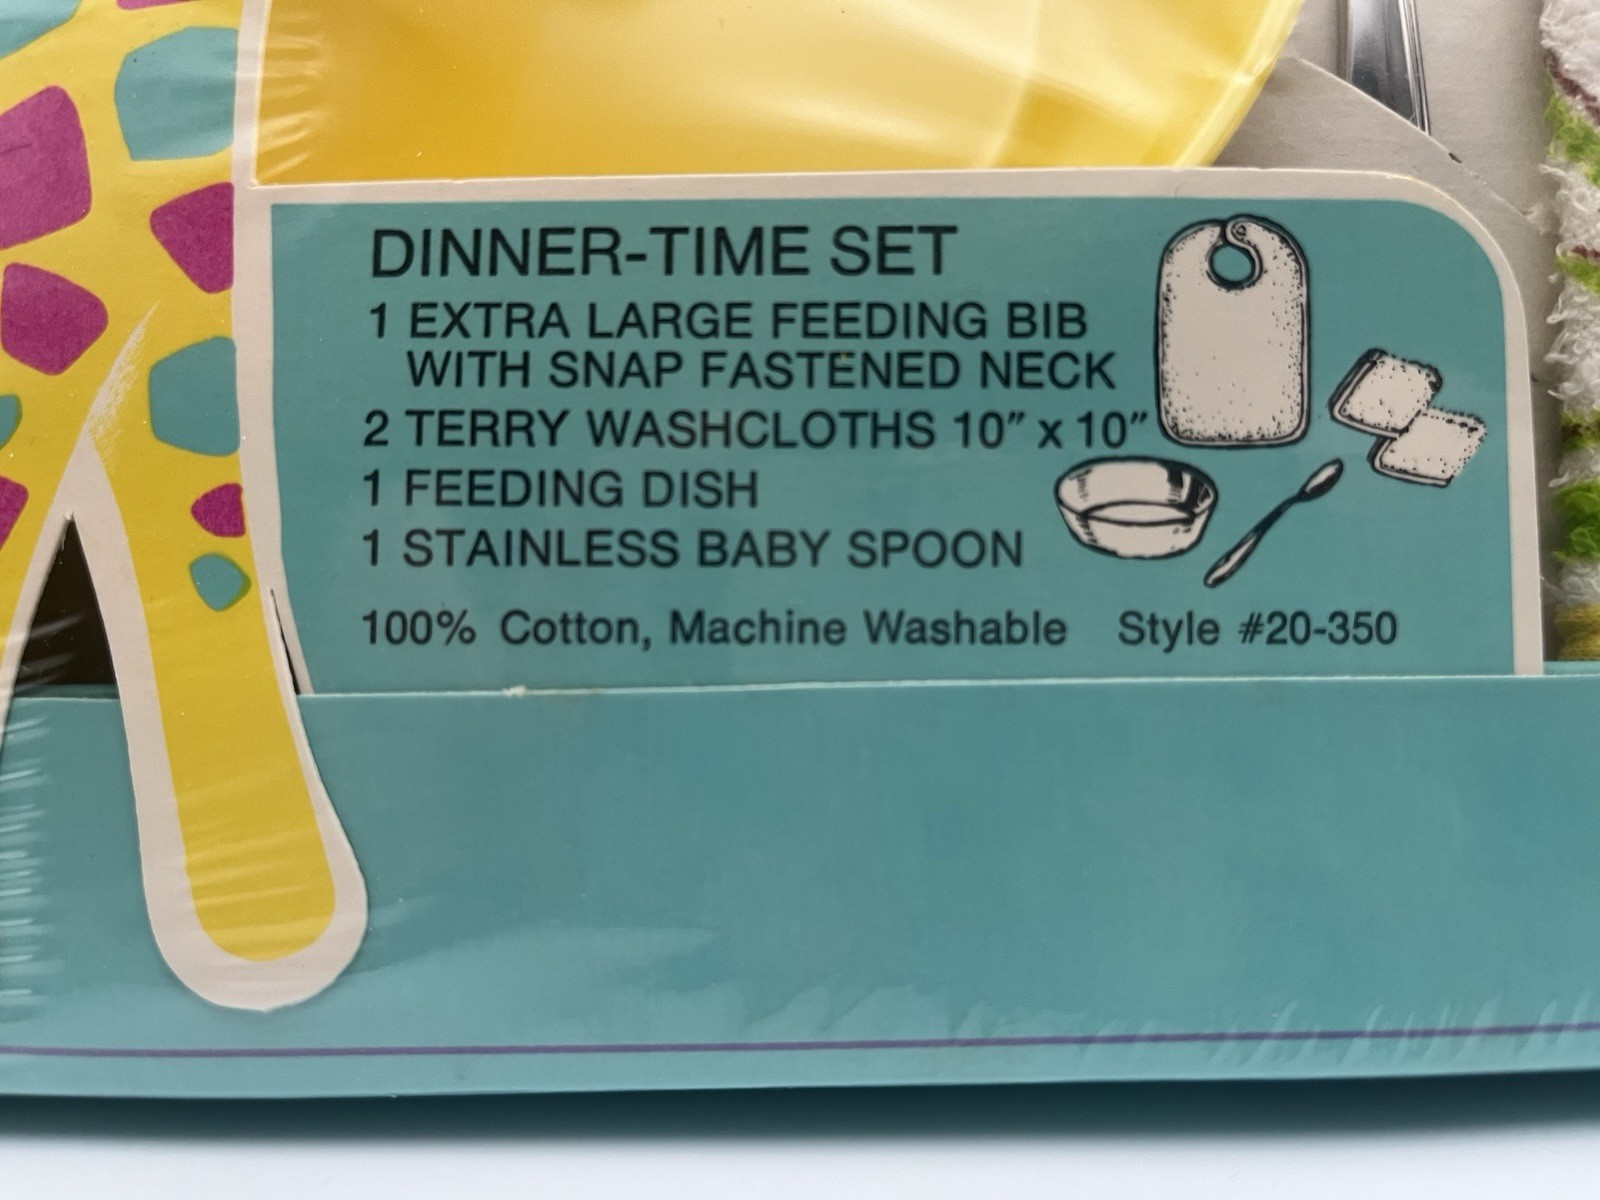 DINNER-TIME SET
1 EXTRA LARGE FEEDING BIB
WITH SNAP FASTENED NECK
2 TERRY WASHCLOTHS 10″ x 10″
1 FEEDING DISH
1 STAINLESS BABY SPOON
100% Cotton, Machine Washable Style #20-350